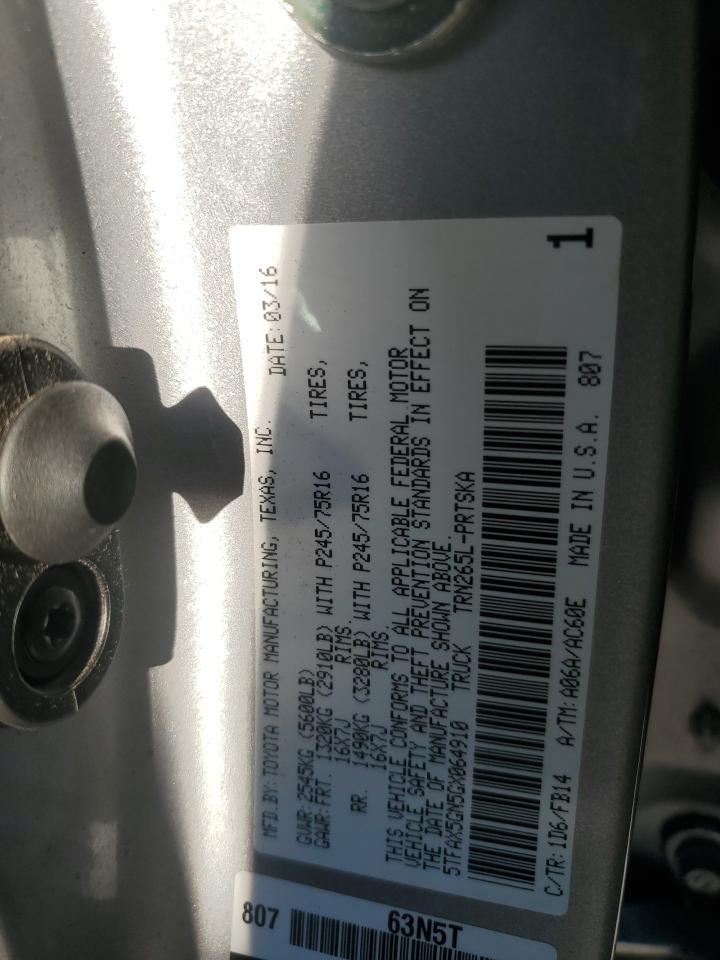 MFD.BY:TOYOTA MOTOR MANUFACTURING, TEXAS, INC. DATE:03/16
GVWR:2545KG (5600LB)
GAWR:FRT. 1320KG (2910LB) WITH P245/75R16 TIRES,
16X7J RIMS
RR. 1490KG (3280LB) WITH P245/75R16 TIRES,
16X7J RIMS
THIS VEHICLE CONFORMS TO ALL APPLICABLE FEDERAL MOTOR
VEHICLE SAFETY AND THEFT PREVENTION STANDARDS IN EFFECT ON
THE DATE OF MANUFACTURE SHOWN ABOVE.
5TFAX5GN5GX064910 TRUCK TRN265L-PRTSKA
C/TR:1D6/FB14 A/TM:A06A/AC60E MADE IN U.S.A. 807
1
807
63N5T